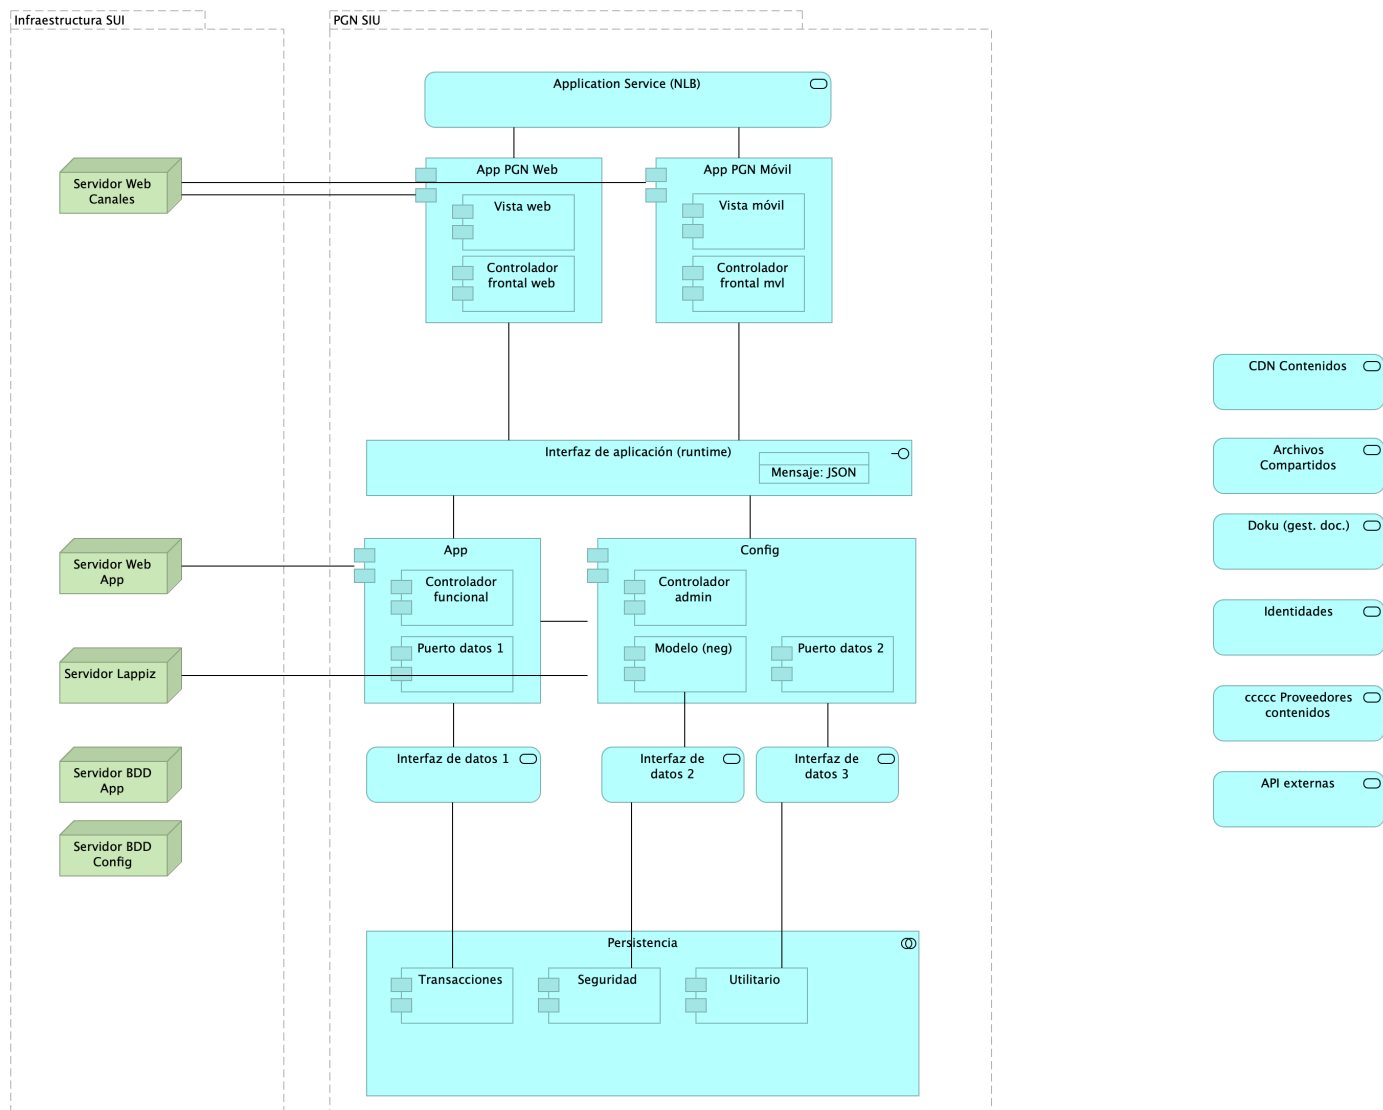 Infraestructura SUI
PGN SIU
Application Service (NLB)
Servidor Web
Canales
App PGN Web
Vista web
Controlador
frontal web
App PGN Móvil
Vista móvil
Controlador
frontal mvl
Interfaz de aplicación (runtime)
Mensaje: JSON
Servidor Web
App
Servidor Lappiz
App
Controlador
funcional
Puerto datos 1
Config
Controlador
admin
Modelo (neg)
Puerto datos 2
Servidor BDD
App
Servidor BDD
Config
Interfaz de datos 1
Interfaz de
datos 2
Interfaz de
datos 3
Persistencia
Transacciones
Seguridad
Utilitario
CDN Contenidos
Archivos
Compartidos
Doku (gest. doc.)
Identidades
ccccc Proveedores
contenidos
API externas